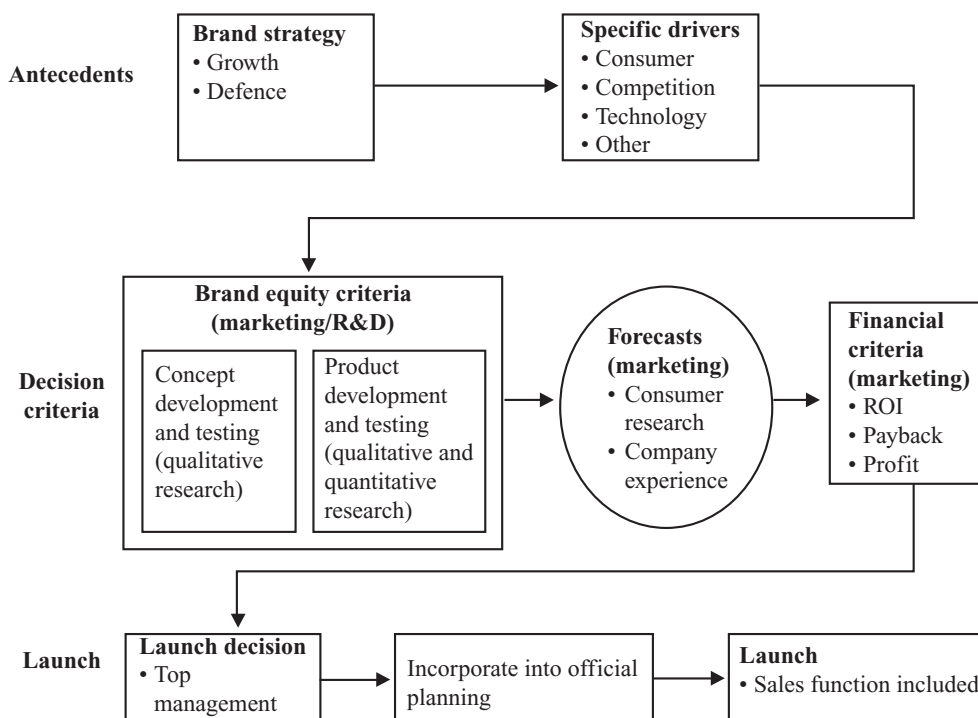 Antecedents
Brand strategy
• Growth
• Defence
Specific drivers
• Consumer
• Competition
• Technology
• Other
Decision
criteria
Brand equity criteria
(marketing/R&D)
Concept
development
and testing
(qualitative
research)
Product
development
and testing
(qualitative and
quantitative
research)
Forecasts
(marketing)
• Consumer
research
• Company
experience
Financial
criteria
(marketing)
• ROI
• Payback
• Profit
Launch
Launch decision
• Top
management
Incorporate into official
planning
Launch
• Sales function included